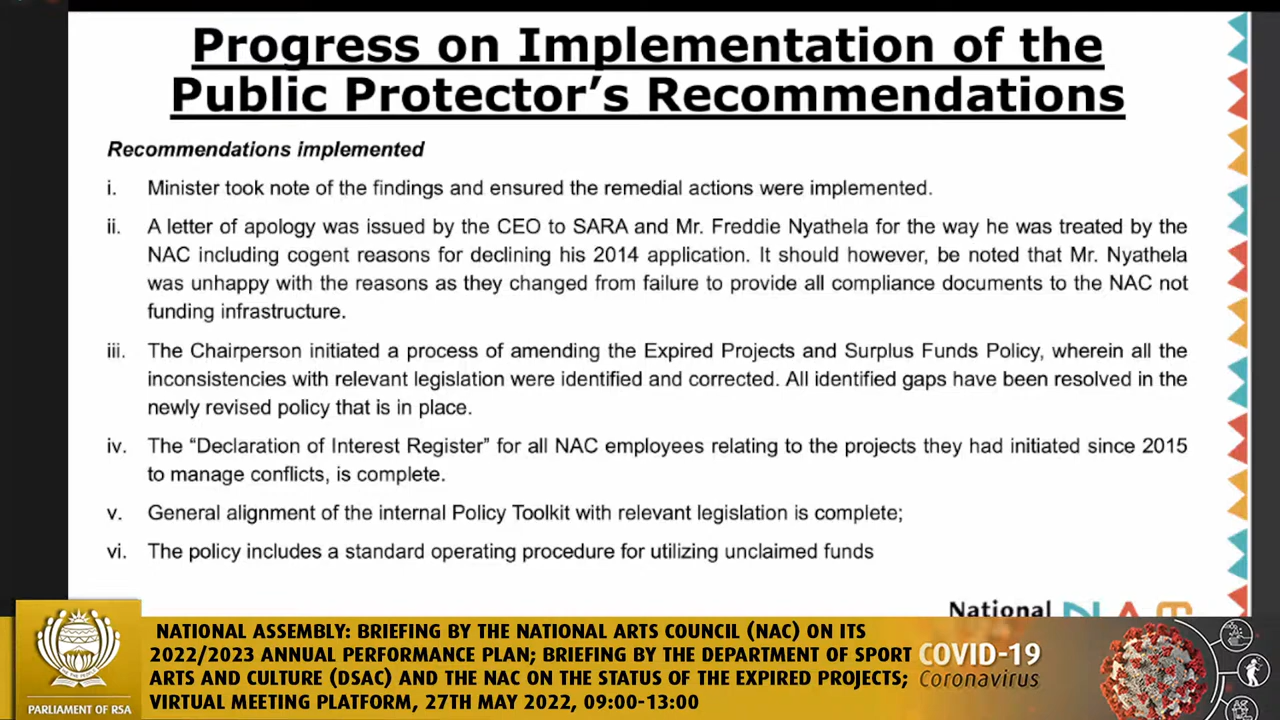 Progress on Implementation of the
Public Protector's Recommendations
Recommendations implemented
i. Minister took note of the findings and ensured the remedial actions were implemented.
ii. A letter of apology was issued by the CEO to SARA and Mr. Freddie Nyathela for the way he was treated by the
NAC including cogent reasons for declining his 2014 application. It should however, be noted that Mr. Nyathela
was unhappy with the reasons as they changed from failure to provide all compliance documents to the NAC not
funding infrastructure.
iii. The Chairperson initiated a process of amending the Expired Projects and Surplus Funds Policy, wherein all the
inconsistencies with relevant legislation were identified and corrected. All identified gaps have been resolved in the
newly revised policy that is in place.
iv. The “Declaration of Interest Register” for all NAC employees relating to the projects they had initiated since 2015
to manage conflicts, is complete.
v. General alignment of the internal Policy Toolkit with relevant legislation is complete;
vi. The policy includes a standard operating procedure for utilizing unclaimed funds
National
NATIONAL ASSEMBLY: BRIEFING BY THE NATIONAL ARTS COUNCIL (NAC) ON ITS
2022/2023 ANNUAL PERFORMANCE PLAN; BRIEFING BY THE DEPARTMENT OF SPORT
ARTS AND CULTURE (DSAC) AND THE NAC ON THE STATUS OF THE EXPIRED PROJECTS;
VIRTUAL MEETING PLATFORM, 27TH MAY 2022, 09:00-13:00
PARLIAMENT OF RSA
COVID-19
Coronavirus